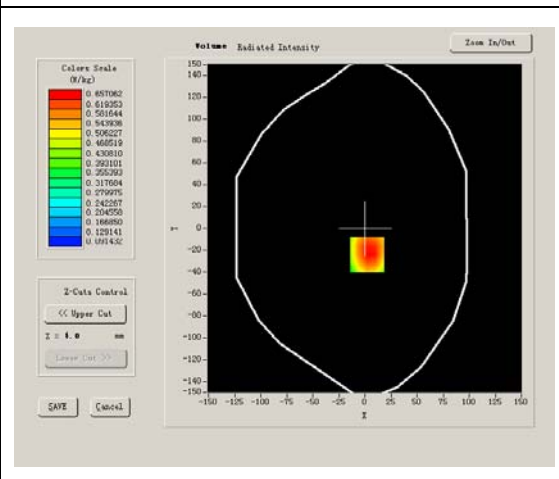 Volume Radiated Intensity
Zoom In/Out
Colors Scale
(W/kg)
0.657062
0.619353
0.581644
0.543936
0.506227
0.468519
0.430810
0.393101
0.355393
0.317684
0.279975
0.242267
0.204558
0.166850
0.129141
0.091432
Z-Cuts Control
<< Upper Cut
Z = 4.0 mm
Lower Cut >>
SAVE
Cancel
150
140
120
100
80
60
40
20
0
-20
-40
-60
-80
-100
-120
-140
-150
Y
-150 -125 -100 -75 -50 -25 0 25 50 75 100 125 150
X